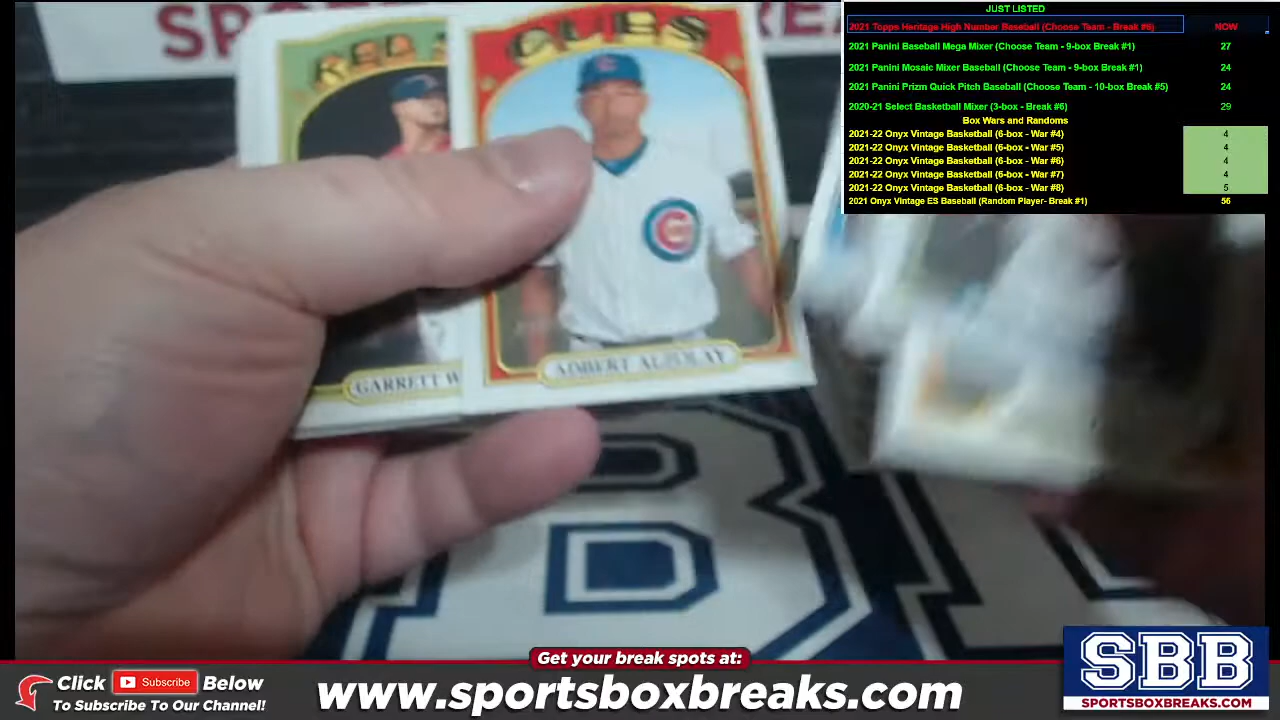 JUST LISTED
2021 Topps Heritage High Number Baseball (Choose Team - Break #6) NOW
2021 Panini Baseball Mega Mixer (Choose Team - 9-box Break #1) 27
2021 Panini Mosaic Mixer Baseball (Choose Team - 9-box Break #1) 24
2021 Panini Prizm Quick Pitch Baseball (Choose Team - 10-box Break #5) 24
2020-21 Select Basketball Mixer (3-box - Break #6) 29
Box Wars and Randoms
2021-22 Onyx Vintage Basketball (6-box - War #4) 4
2021-22 Onyx Vintage Basketball (6-box - War #5) 4
2021-22 Onyx Vintage Basketball (6-box - War #6) 4
2021-22 Onyx Vintage Basketball (6-box - War #7) 4
2021-22 Onyx Vintage Basketball (6-box - War #8) 5
2021 Onyx Vintage ES Baseball (Random Player- Break #1) 56
CUBS
C
GARRETT W
ADBERT ALZOLAY
Get your break spots at:
Click Subscribe Below
To Subscribe To Our Channel!
www.sportsboxbreaks.com
SBB
SPORTSBOXBREAKS.COM